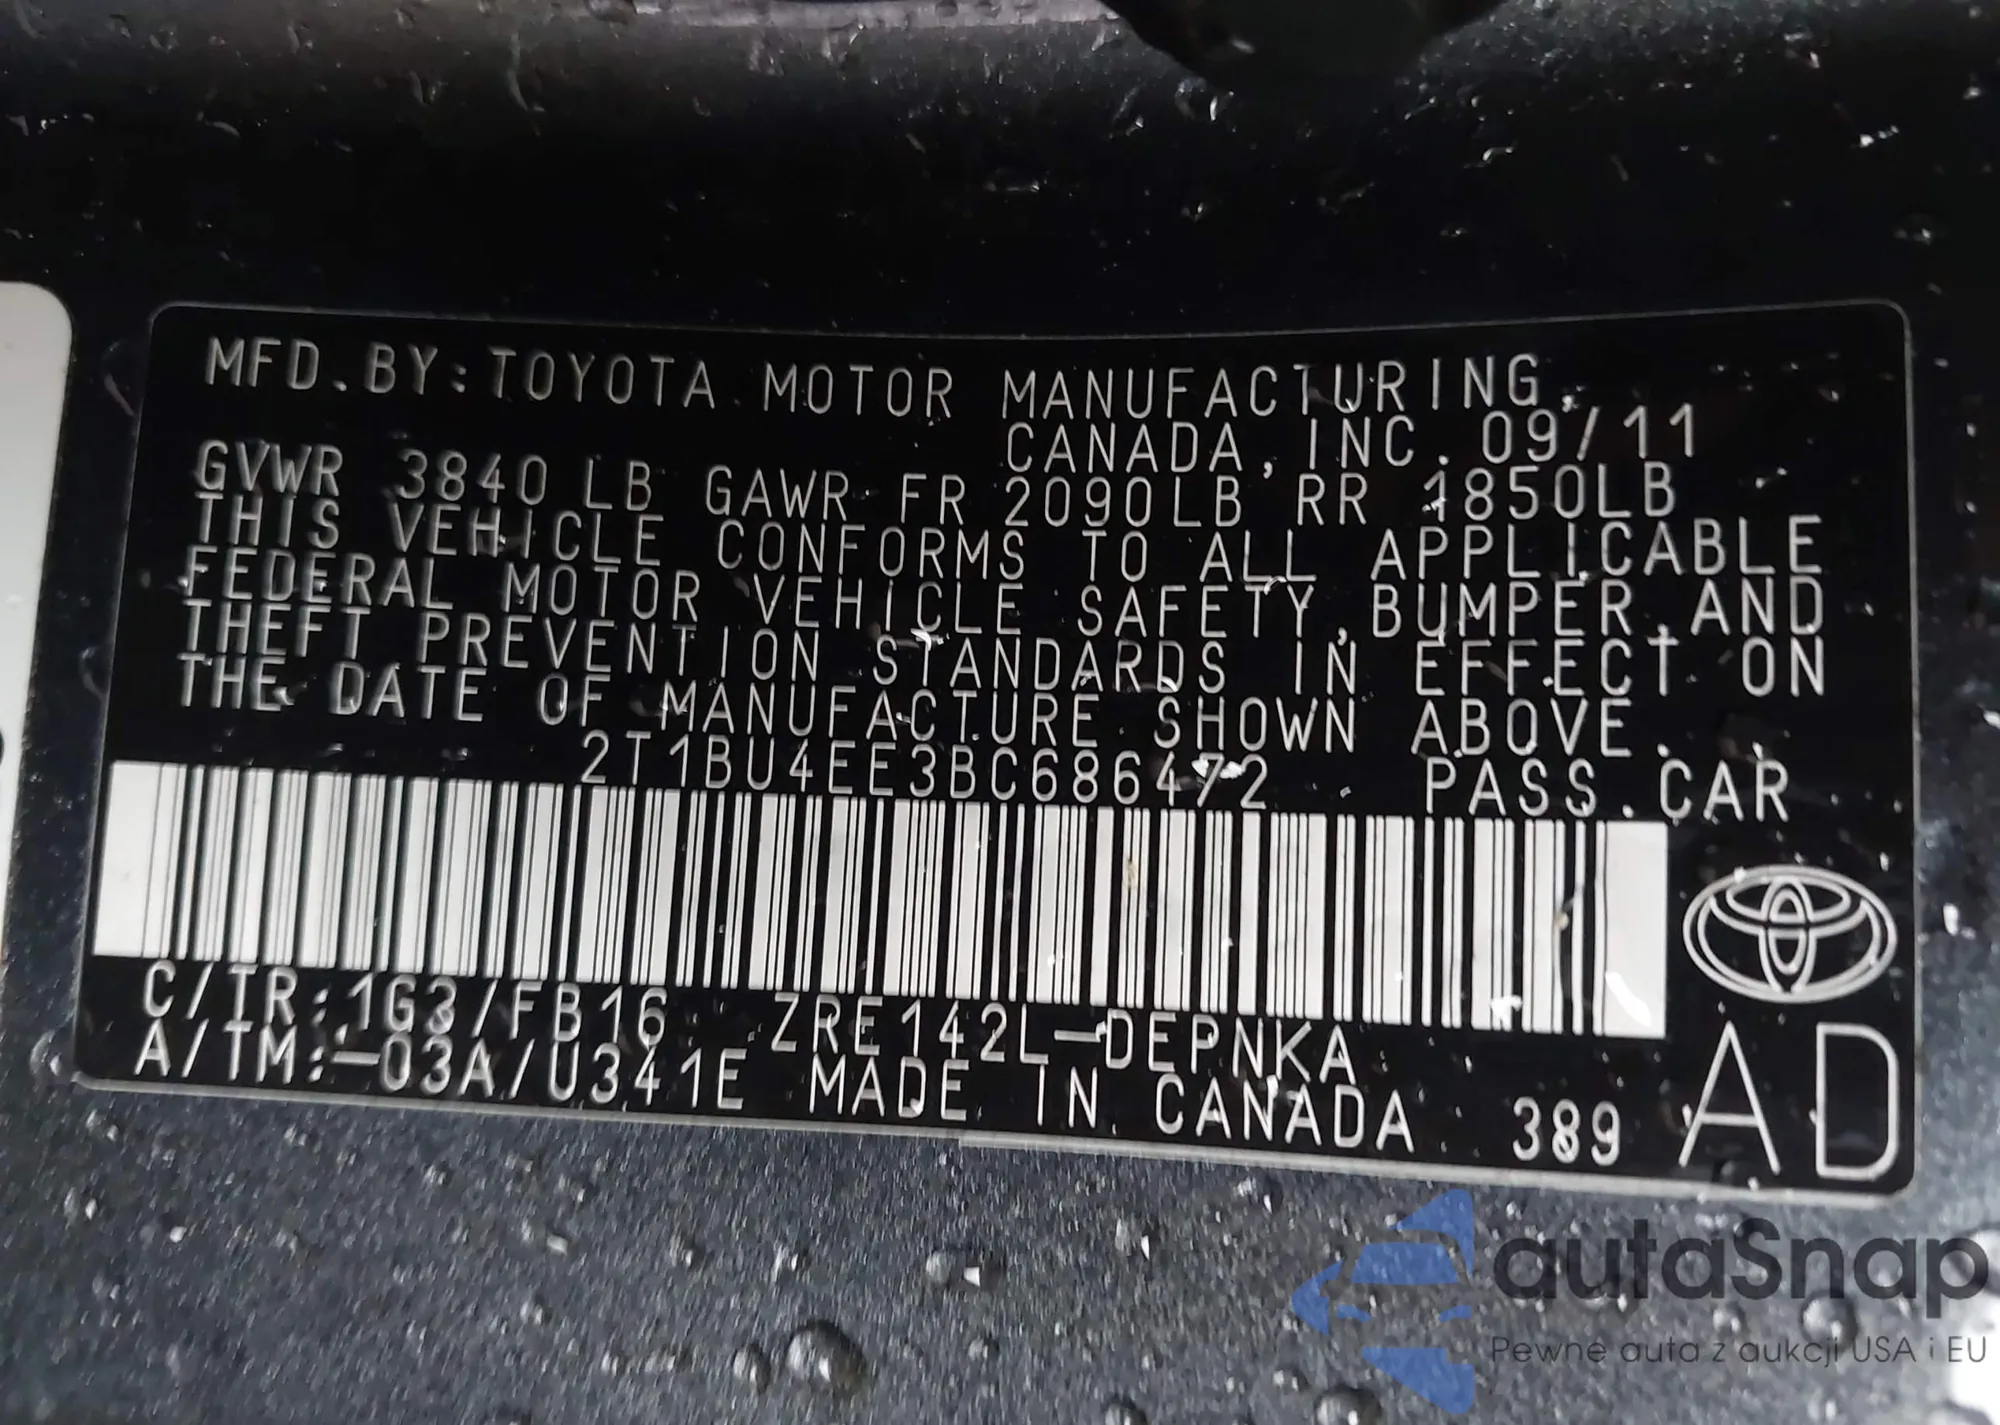 MFD.BY:TOYOTA MOTOR MANUFACTURING,
CANADA,INC. 09/11
GVWR 3840LB GAWR FR 2090LB RR 1850LB
THIS VEHICLE CONFORMS TO ALL APPLICABLE
FEDERAL MOTOR VEHICLE SAFETY,BUMPER,AND
THEFT PREVENTION STANDARDS IN EFFECT ON
THE DATE OF MANUFACTURE SHOWN ABOVE.
2T1BU4EE3BC686472 PASS.CAR
C/TR:1G3/FB16 ZRE142L-DEPNKA
A/TM:-03A/U341E MADE IN CANADA 389
AD
autaSnap
Pewne auta z aukcji USA i EU